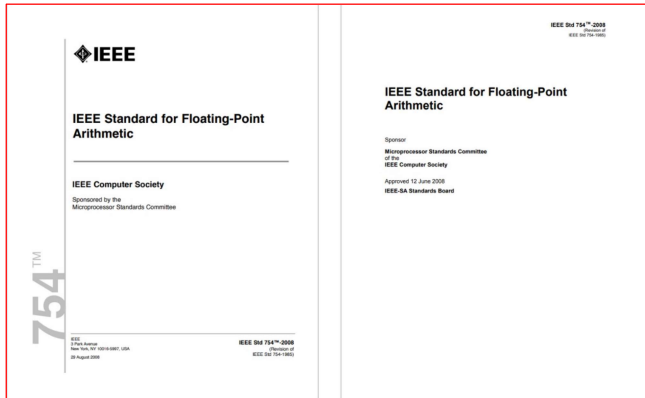 IEEE
IEEE Standard for Floating-Point
Arithmetic
IEEE Computer Society
Sponsored by the
Microprocessor Standards Committee
754™
IEEE
3 Park Avenue
New York, NY 10016-5997, USA
29 August 2008
IEEE Std 754™-2008
(Revision of
IEEE Std 754-1985)
IEEE Std 754™-2008
(Revision of
IEEE Std 754-1985)
IEEE Standard for Floating-Point
Arithmetic
Sponsor
Microprocessor Standards Committee
of the
IEEE Computer Society
Approved 12 June 2008
IEEE-SA Standards Board